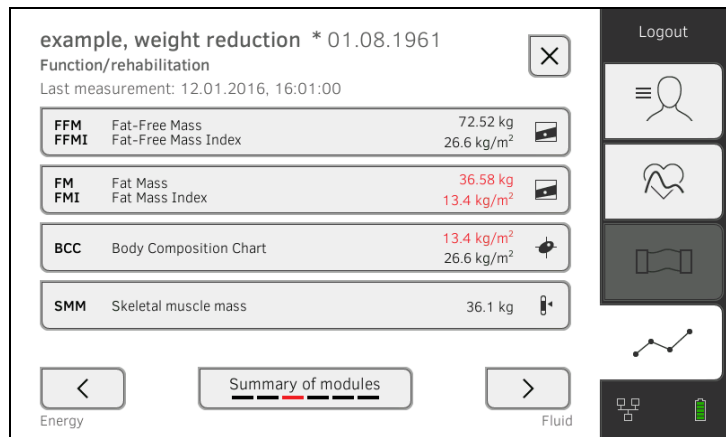 example, weight reduction * 01.08.1961
Function/rehabilitation
Last measurement: 12.01.2016, 16:01:00
Logout
FFM Fat-Free Mass 72.52 kg
FFMI Fat-Free Mass Index 26.6 kg/m²
FM Fat Mass 36.58 kg
FMI Fat Mass Index 13.4 kg/m²
13.4 kg/m²
BCC Body Composition Chart
26.6 kg/m²
SMM Skeletal muscle mass 36.1 kg
Summary of modules
Energy Fluid